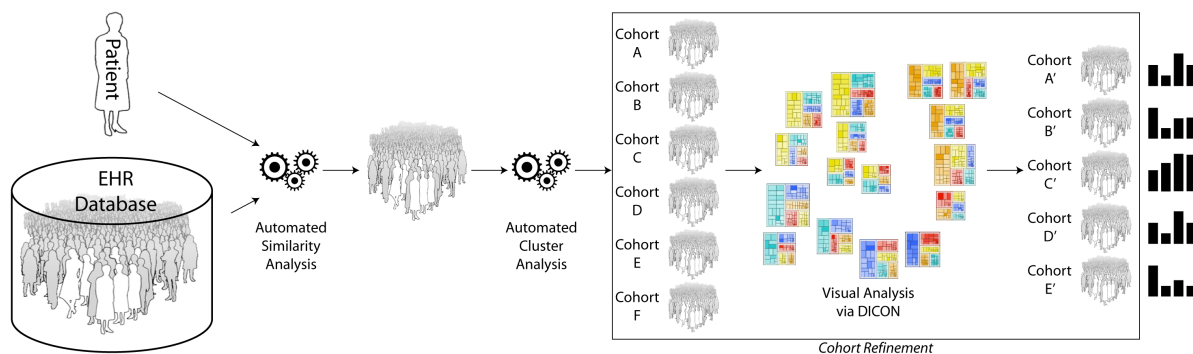 Patient
EHR
Database
Automated
Similarity
Analysis
Automated
Cluster
Analysis
Cohort
A
Cohort
B
Cohort
C
Cohort
D
Cohort
E
Cohort
F
Visual Analysis
via DICON
Cohort
A'
Cohort
B'
Cohort
C'
Cohort
D'
Cohort
E'
Cohort Refinement